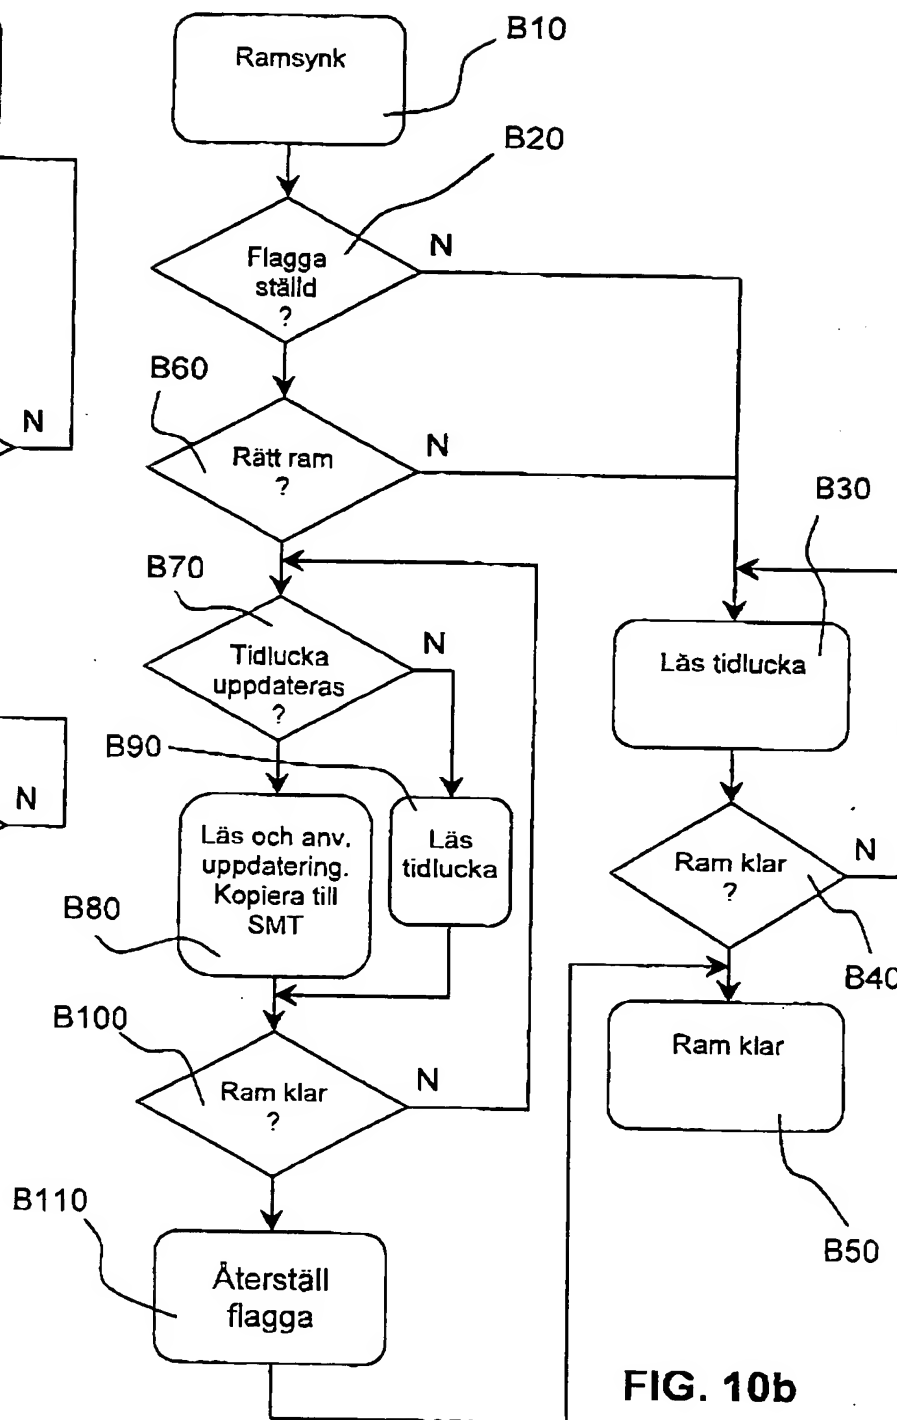 B10
Ramsynk
B20
N
Flagga
ställd
?
B60
N
N
Rätt ram
?
B30
B70
N
Tidlucka
uppdateras
?
Läs tidlucka
B90
N
Läs och anv.
uppdatering.
Kopiera till
SMT
Läs
tidlucka
Ram klar
?
N
B80
B40
B100
Ram klar
?
N
Ram klar
B110
B50
Återställ
flagga
FIG. 10b